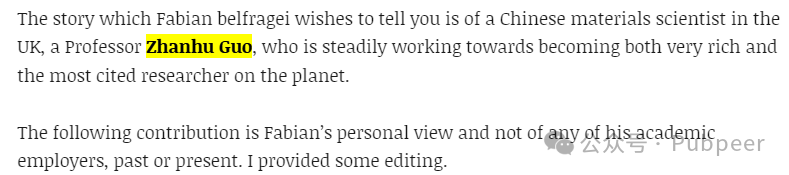 The story which Fabian belfragei wishes to tell you is of a Chinese materials scientist in the
UK, a Professor Zhanhu Guo, who is steadily working towards becoming both very rich and
the most cited researcher on the planet.
The following contribution is Fabian’s personal view and not of any of his academic
employers, past or present. I provided some editing.
公众号 · Pubpeer